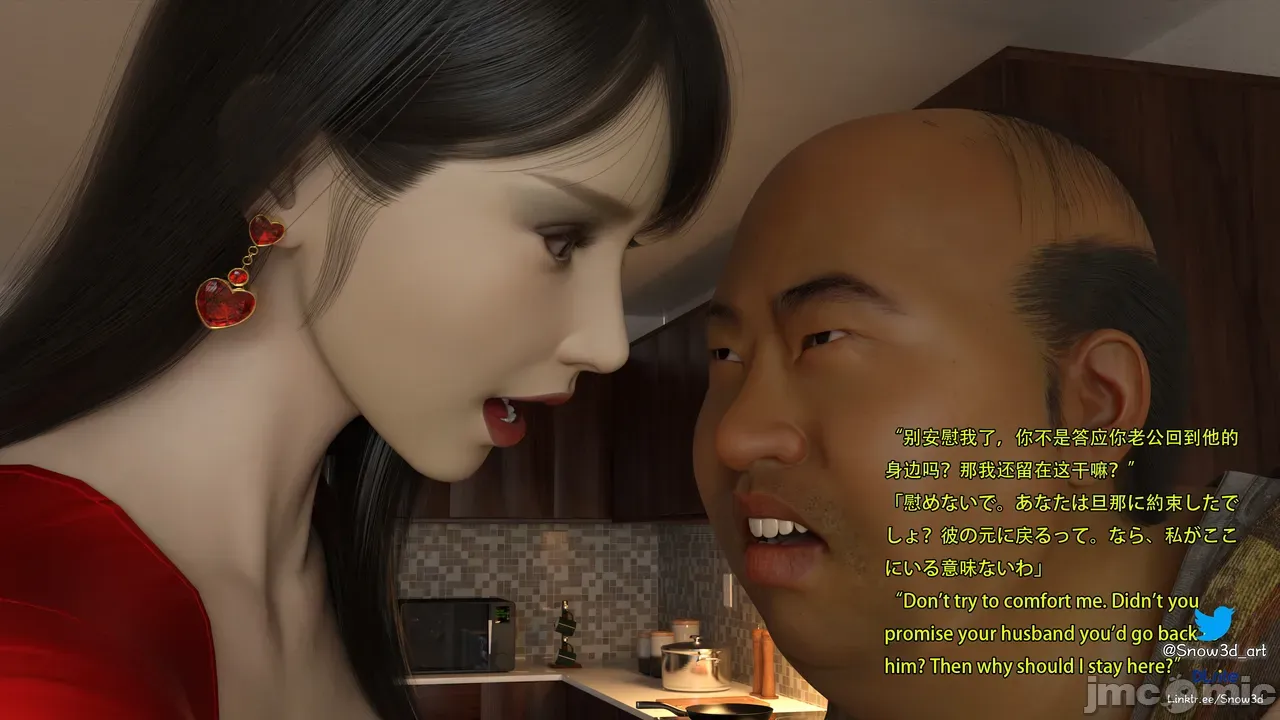 “别安慰我了，你不是答应你老公回到他的
身边吗？那我还留在这干嘛？”
「慰めないで。あなたは旦那に約束したで
しょ？彼の元に戻るって。なら、私がここ
にいる意味ないわ」
“Don’t try to comfort me. Didn’t you
promise your husband you’d go back
him? Then why should I stay here?”
@Snow3d_art
jmcomic
Linktr.ee/Snow3d